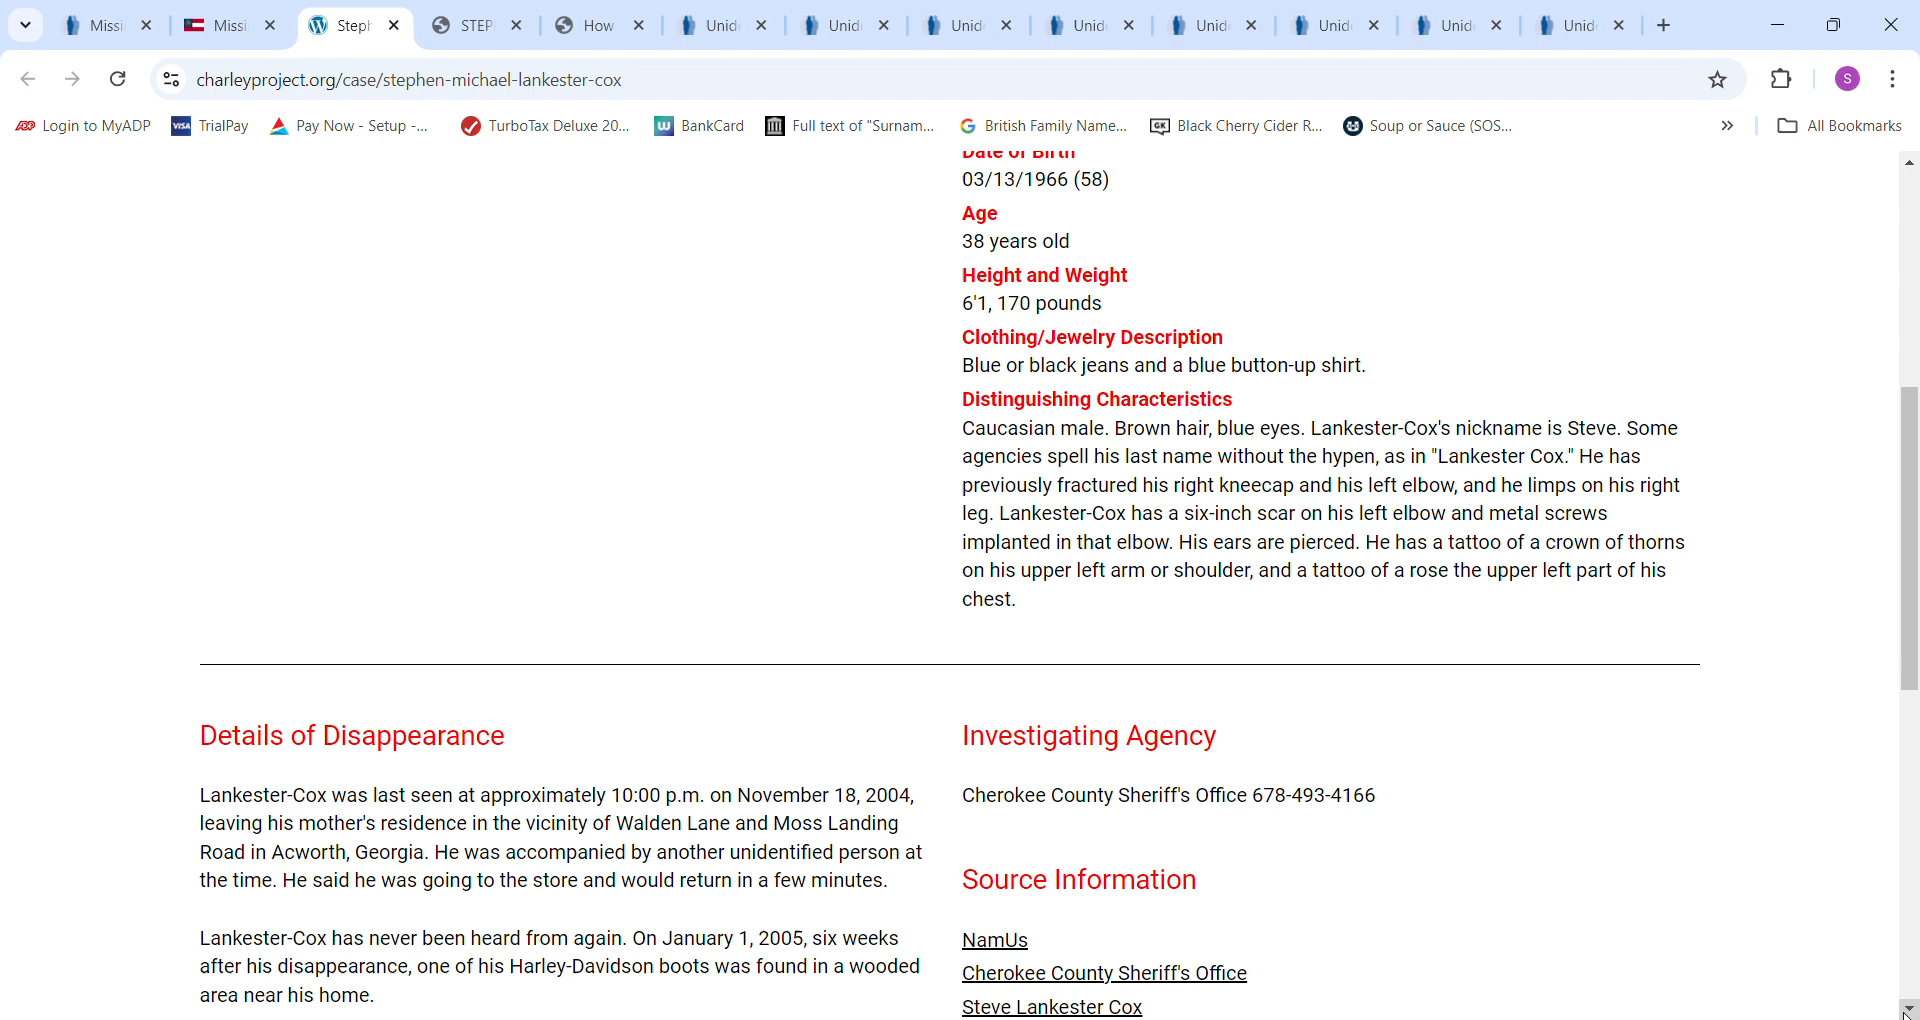 Missi
Missi
Steph
STEP
How
Unid
Unid
Unid
Unid
Unid
Unid
Unid
Unid
charleyproject.org/case/stephen-michael-lankester-cox
S
ADP Login to MyADP
VISA TrialPay
Pay Now - Setup -...
TurboTax Deluxe 20...
BankCard
Full text of "Surnam...
British Family Name...
GK Black Cherry Cider R...
Soup or Sauce (SOS...
All Bookmarks
Date of Birth
03/13/1966 (58)
Age
38 years old
Height and Weight
6'1, 170 pounds
Clothing/Jewelry Description
Blue or black jeans and a blue button-up shirt.
Distinguishing Characteristics
Caucasian male. Brown hair, blue eyes. Lankester-Cox's nickname is Steve. Some
agencies spell his last name without the hypen, as in "Lankester Cox." He has
previously fractured his right kneecap and his left elbow, and he limps on his right
leg. Lankester-Cox has a six-inch scar on his left elbow and metal screws
implanted in that elbow. His ears are pierced. He has a tattoo of a crown of thorns
on his upper left arm or shoulder, and a tattoo of a rose the upper left part of his
chest.
Details of Disappearance
Lankester-Cox was last seen at approximately 10:00 p.m. on November 18, 2004,
leaving his mother's residence in the vicinity of Walden Lane and Moss Landing
Road in Acworth, Georgia. He was accompanied by another unidentified person at
the time. He said he was going to the store and would return in a few minutes.
Lankester-Cox has never been heard from again. On January 1, 2005, six weeks
after his disappearance, one of his Harley-Davidson boots was found in a wooded
area near his home.
Investigating Agency
Cherokee County Sheriff's Office 678-493-4166
Source Information
NamUs
Cherokee County Sheriff's Office
Steve Lankester Cox